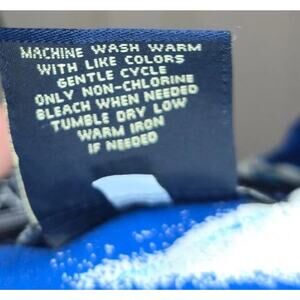 MACHINE WASH WARM
WITH LIKE COLORS
GENTLE CYCLE
ONLY NON-CHLORINE
BLEACH WHEN NEEDED
TUMBLE DRY LOW
WARM IRON
IF NEEDED